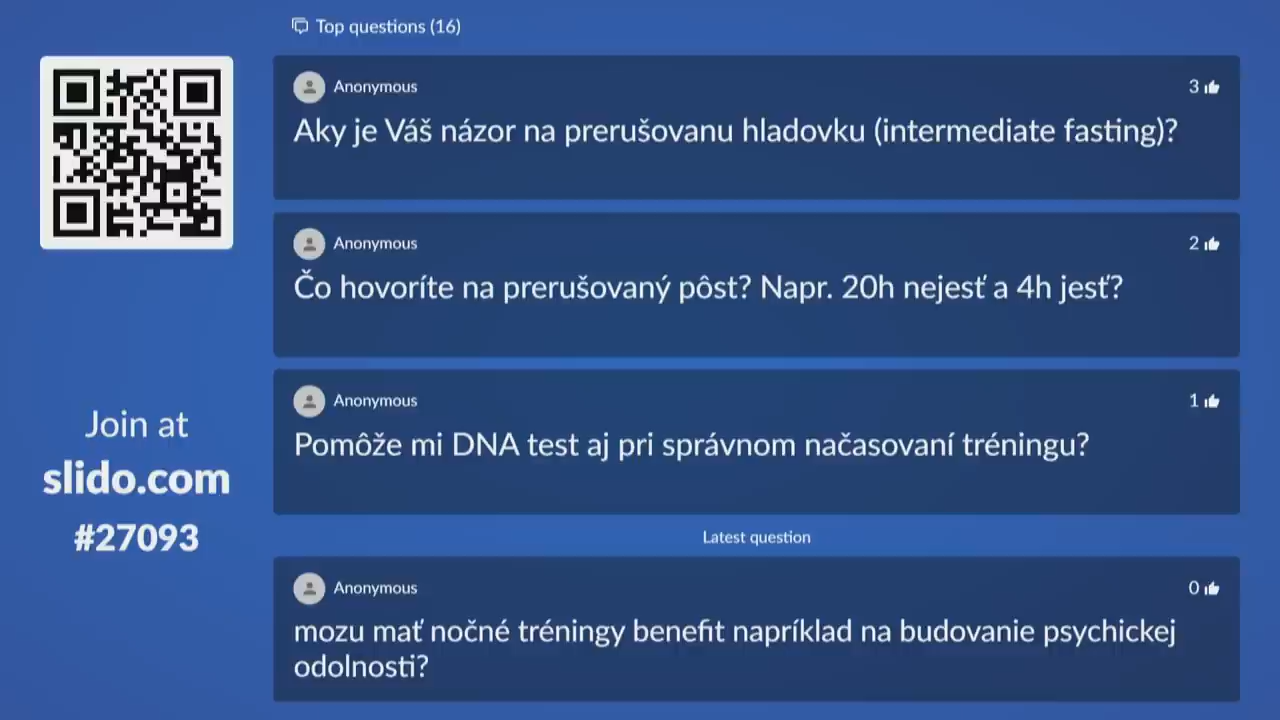 Top questions (16)
Anonymous
3
Aky je Váš názor na prerušovanu hladovku (intermediate fasting)?
Anonymous
2
Čo hovoríte na prerušovaný pôst? Napr. 20h nejesť a 4h jesť?
Anonymous
1
Pomôže mi DNA test aj pri správnom načasovaní tréningu?
Join at
slido.com
#27093
Latest question
Anonymous
0
mozu mať nočné tréningy benefit napríklad na budovanie psychickej
odolnosti?